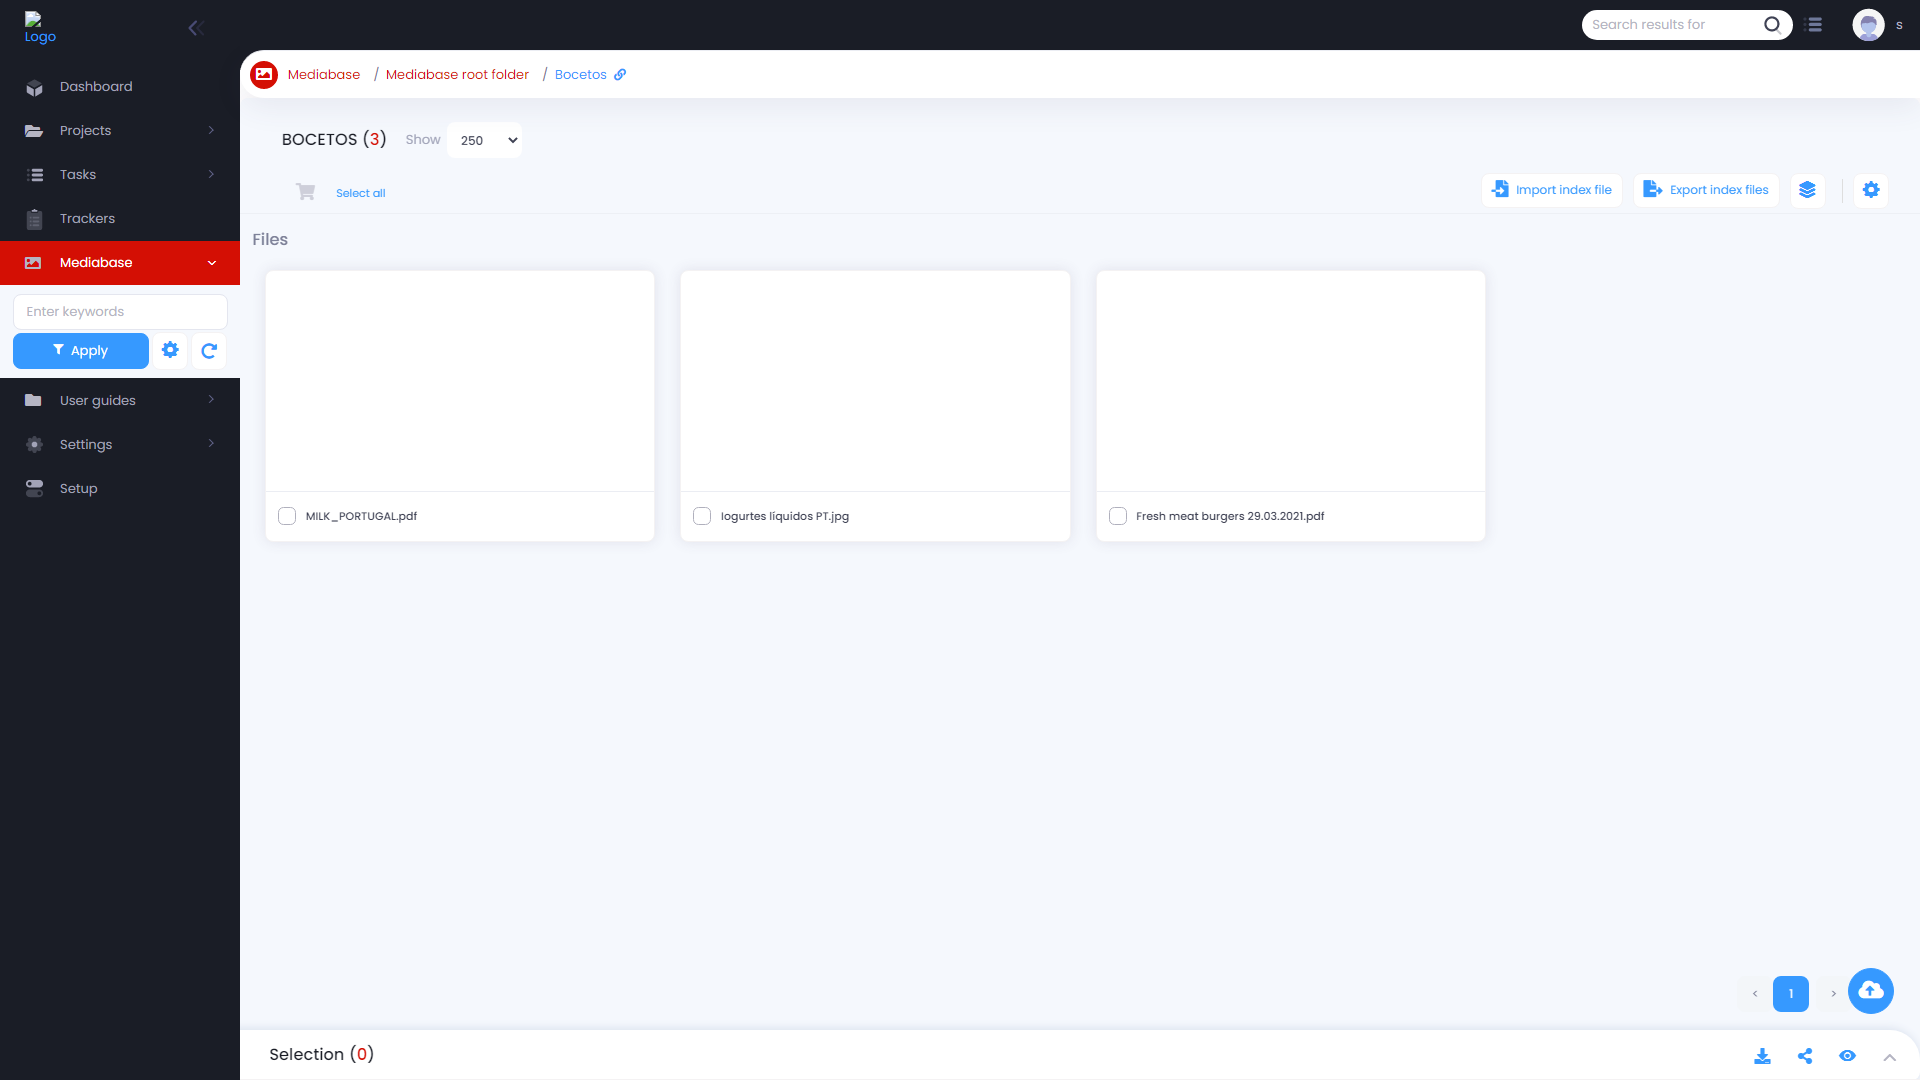 Logo
Search results for
s
Dashboard
Projects
Tasks
Trackers
Mediabase
Enter keywords
Apply
User guides
Settings
Setup
Mediabase / Mediabase root folder / Bocetos
BOCETOS (3) Show 250
Select all
Import index file
Export index files
Files
MILK_PORTUGAL.pdf
Iogurtes líquidos PT.jpg
Fresh meat burgers 29.03.2021.pdf
< 1 >
Selection (0)